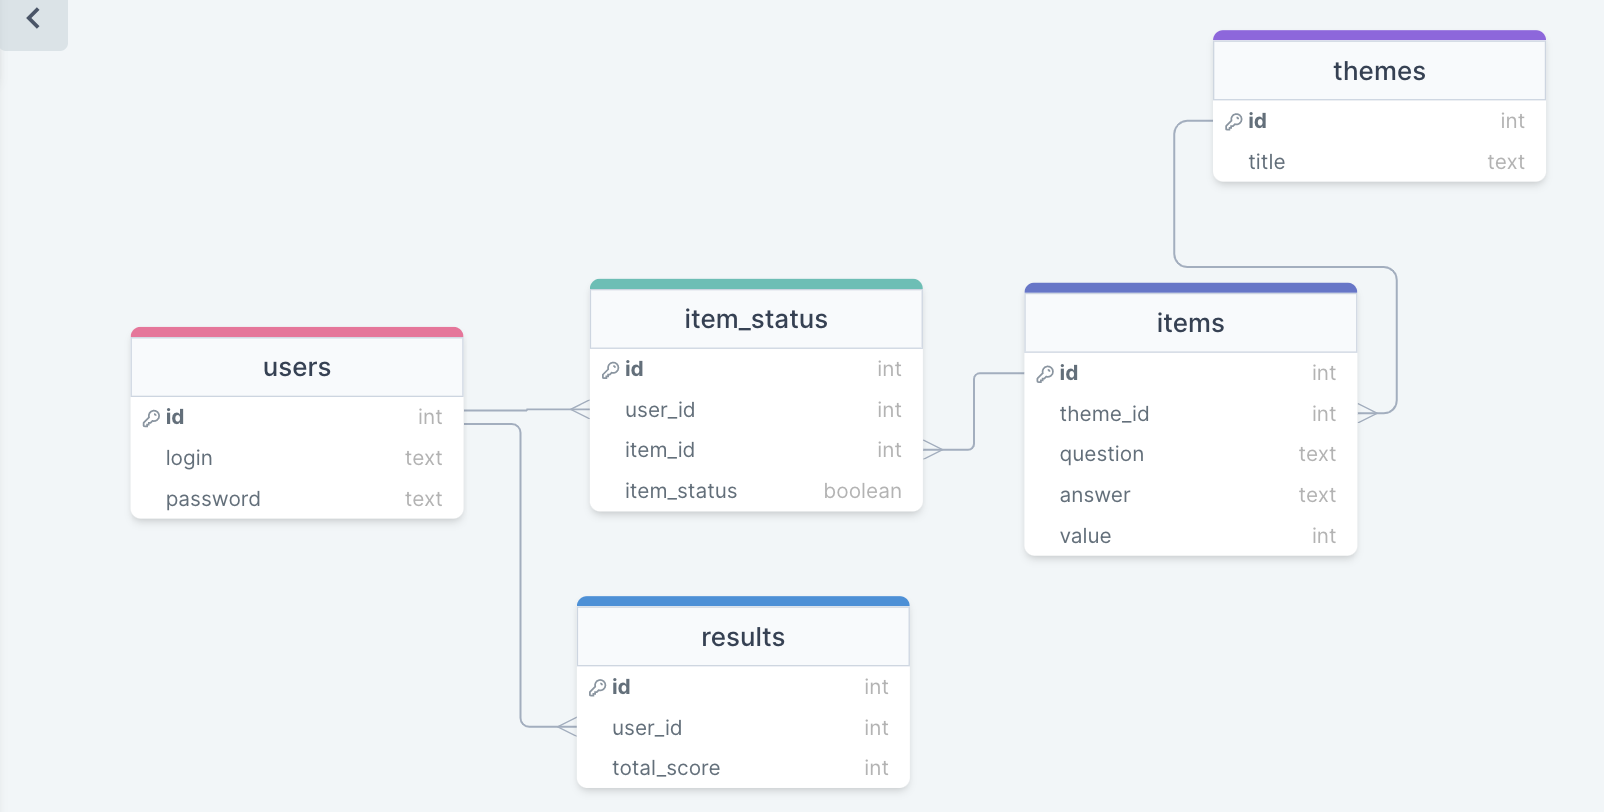 themes
id int
title text
users
id int
login text
password text
item_status
id int
user_id int
item_id int
item_status boolean
items
id int
theme_id int
question text
answer text
value int
results
id int
user_id int
total_score int